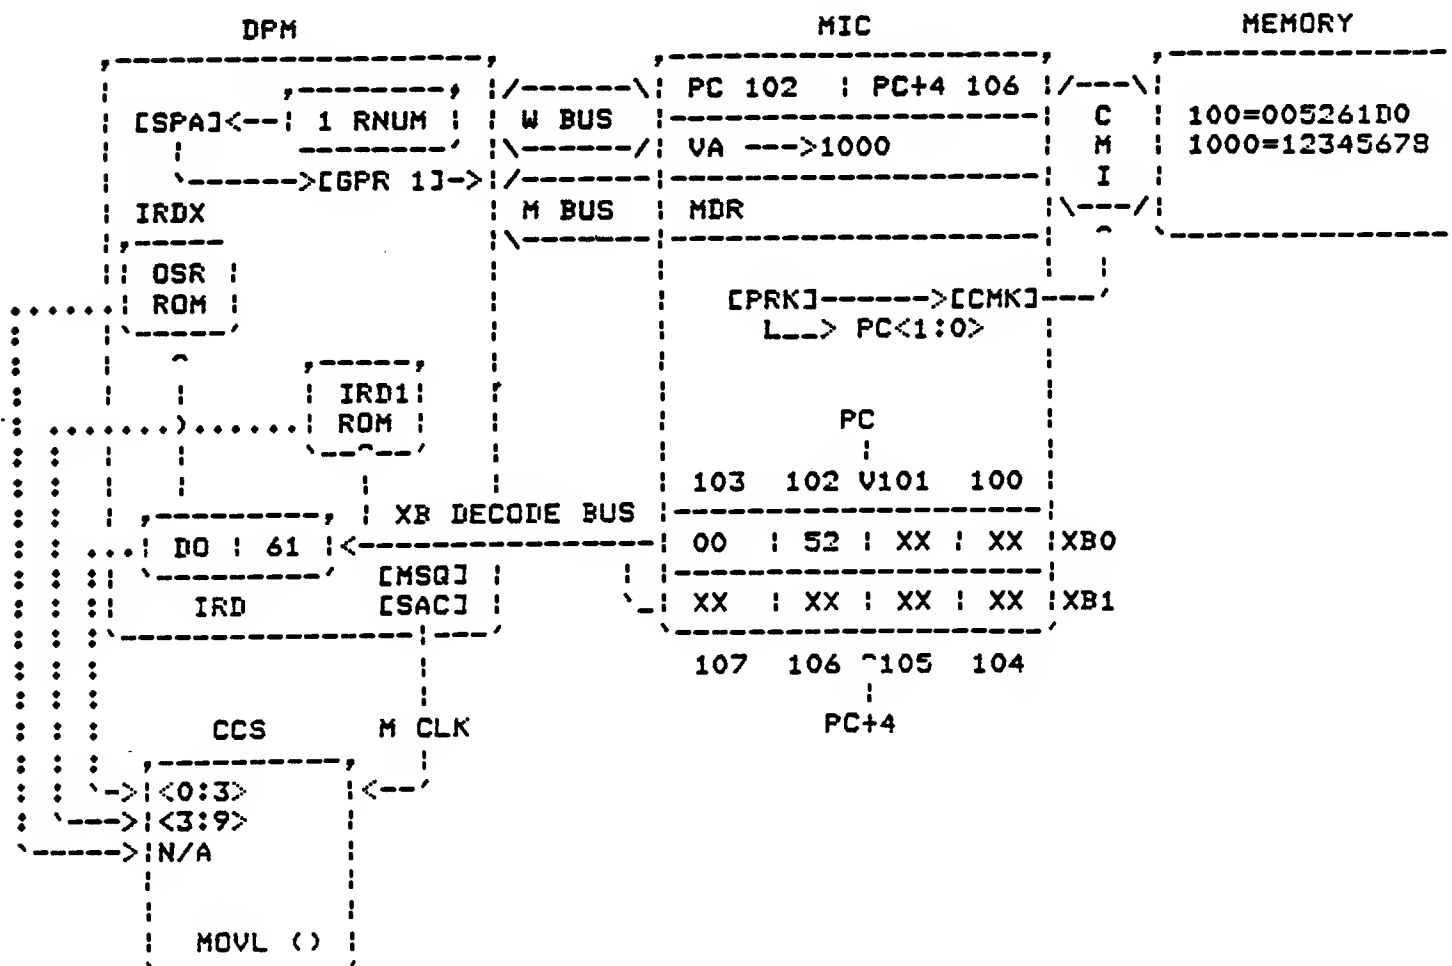 DPM MIC MEMORY
PC 102 PC+4 106
[SPA]<-- 1 RNUM W BUS C 100=005261D0
VA --->1000 M 1000=12345678
>[GPR 1]-> I
IRDX M BUS MDR
OSR
ROM [PRK]------>[CMK]
L__> PC<1:0>
IRD1
ROM PC
103 102 V101 100
XB DECODE BUS
D0 61 00 52 XX XX XB0
[MSQ]
IRD [SAC] XX XX XX XX XB1
107 106 ^105 104
CCS M CLK PC+4
<0:3>
<3:9>
N/A
MOVL ()